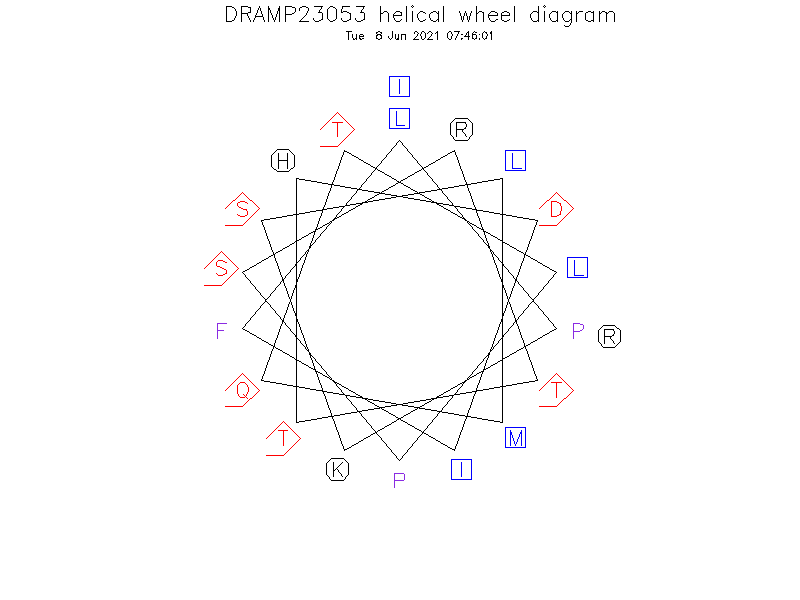 DRAMP23053 helical wheel diagram
Tue 8 Jun 2021 07:46:01
I
L
T R
H L
S D
S L
F P R
Q T
T M
K I
P